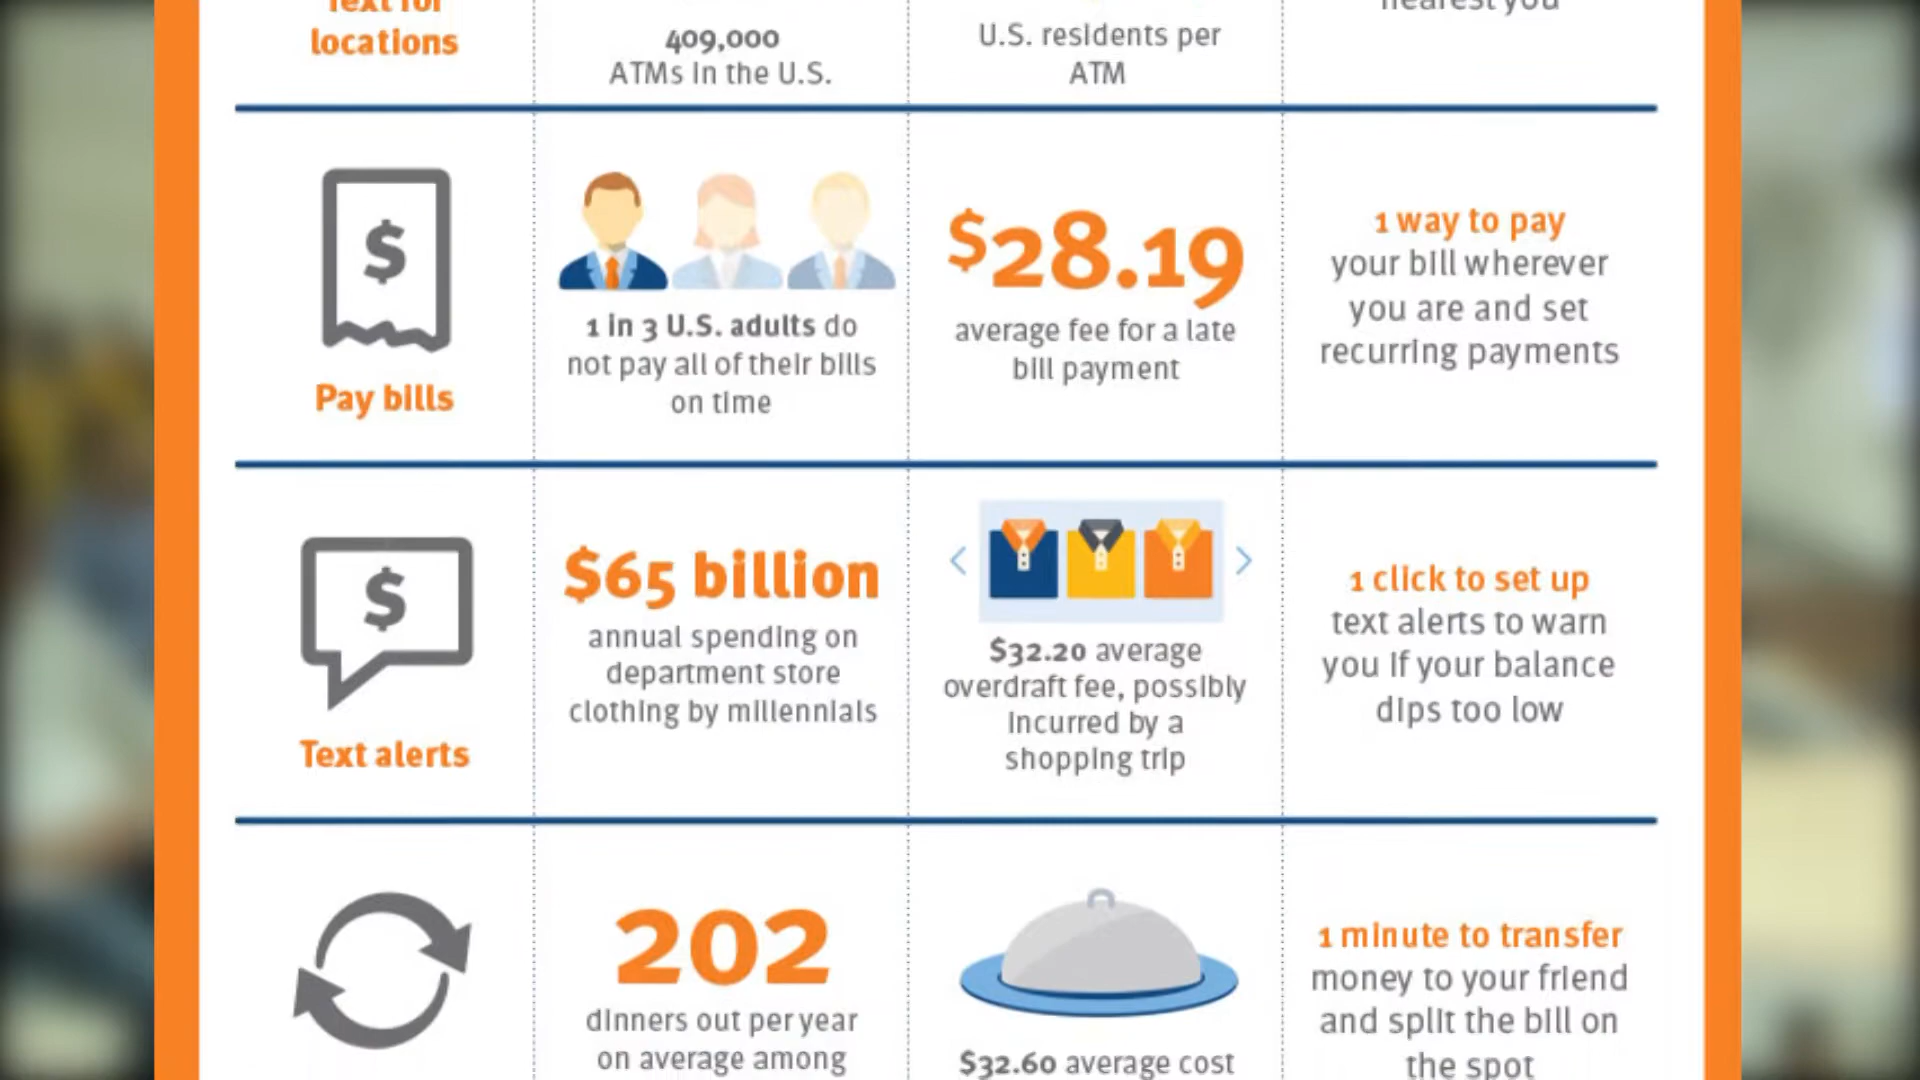 Text for
locations
409,000
ATMs in the U.S.
U.S. residents per
ATM
nearest you
$
Pay bills
1 in 3 U.S. adults do
not pay all of their bills
on time
$28.19
average fee for a late
bill payment
1 way to pay
your bill wherever
you are and set
recurring payments
$
Text alerts
$65 billion
annual spending on
department store
clothing by millennials
$32.20 average
overdraft fee, possibly
incurred by a
shopping trip
1 click to set up
text alerts to warn
you if your balance
dips too low
202
dinners out per year
on average among
$32.60 average cost
1 minute to transfer
money to your friend
and split the bill on
the spot